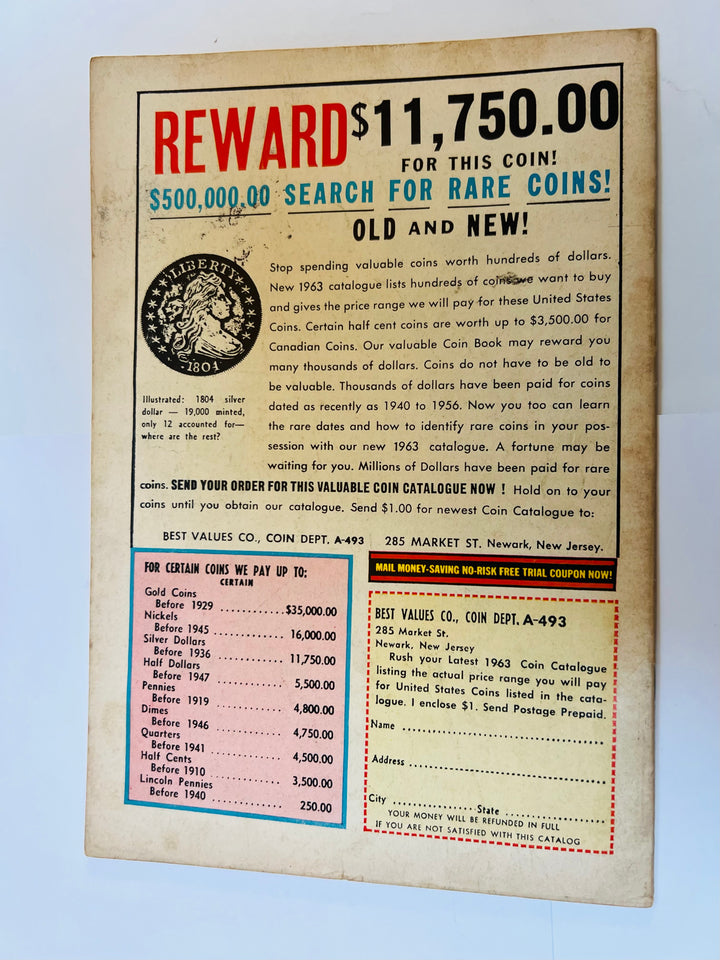 REWARD $11,750.00
FOR THIS COIN!
$500,000.00 SEARCH FOR RARE COINS!
OLD AND NEW!
LIBERTY
1804
Illustrated: 1804 silver
dollar — 19,000 minted,
only 12 accounted for—
where are the rest?
Stop spending valuable coins worth hundreds of dollars.
New 1963 catalogue lists hundreds of coins we want to buy
and gives the price range we will pay for these United States
Coins. Certain half cent coins are worth up to $3,500.00 for
Canadian Coins. Our valuable Coin Book may reward you
many thousands of dollars. Coins do not have to be old to
be valuable. Thousands of dollars have been paid for coins
dated as recently as 1940 to 1956. Now you too can learn
the rare dates and how to identify rare coins in your pos-
session with our new 1963 catalogue. A fortune may be
waiting for you. Millions of Dollars have been paid for rare
coins. SEND YOUR ORDER FOR THIS VALUABLE COIN CATALOGUE NOW ! Hold on to your
coins until you obtain our catalogue. Send $1.00 for newest Coin Catalogue to:
BEST VALUES CO., COIN DEPT. A-493 285 MARKET ST. Newark, New Jersey.
FOR CERTAIN COINS WE PAY UP TO:
CERTAIN
Gold Coins
Before 1929 ............$35,000.00
Nickels
Before 1945 ............ 16,000.00
Silver Dollars
Before 1936 ............ 11,750.00
Half Dollars
Before 1947 ............ 5,500.00
Pennies
Before 1919 ............ 4,800.00
Dimes
Before 1946 ............ 4,750.00
Quarters
Before 1941 ............ 4,500.00
Half Cents
Before 1910 ............ 3,500.00
Lincoln Pennies
Before 1940 ............ 250.00
MAIL MONEY-SAVING NO-RISK FREE TRIAL COUPON NOW!
BEST VALUES CO., COIN DEPT. A-493
285 Market St.
Newark, New Jersey
Rush your Latest 1963 Coin Catalogue
listing the actual price range you will pay
for United States Coins listed in the cata-
logue. I enclose $1. Send Postage Prepaid.
Name ........................................
Address ........................................
City ................ State ....................
YOUR MONEY WILL BE REFUNDED IN FULL
IF YOU ARE NOT SATISFIED WITH THIS CATALOG